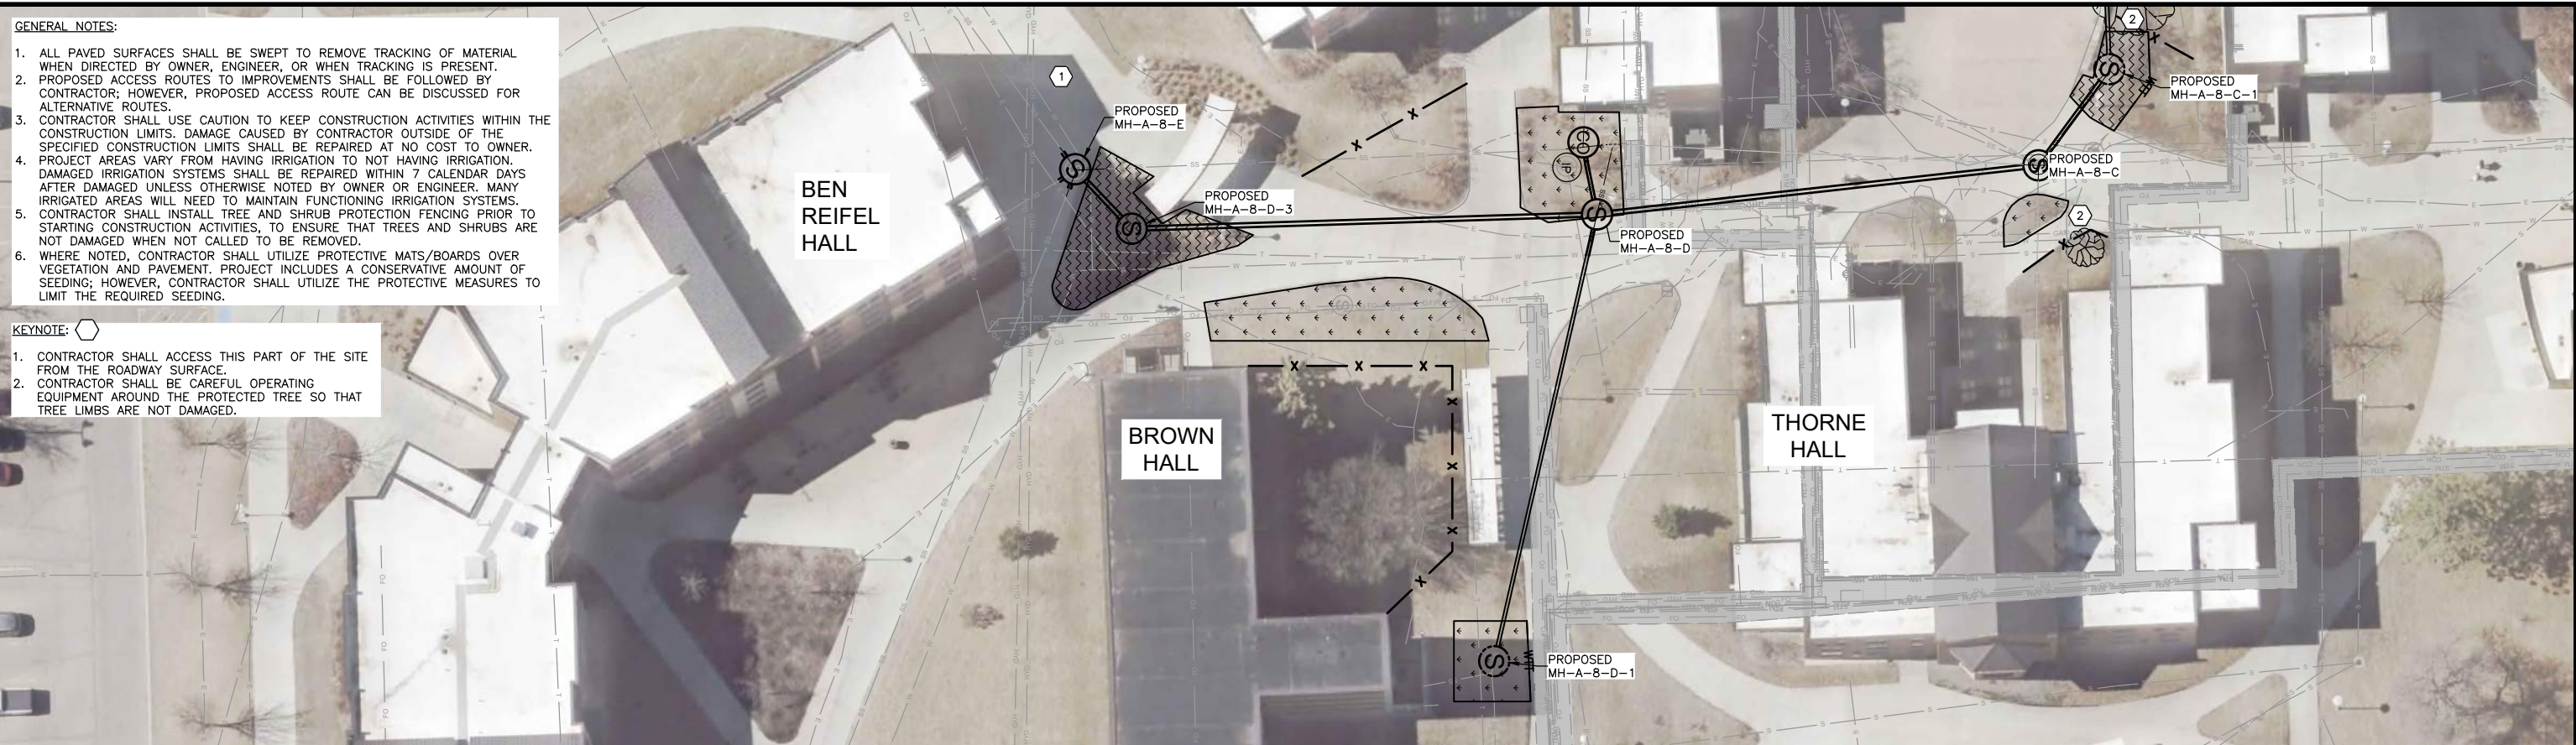 GENERAL NOTES:
1. ALL PAVED SURFACES SHALL BE SWEPT TO REMOVE TRACKING OF MATERIAL
WHEN DIRECTED BY OWNER, ENGINEER, OR WHEN TRACKING IS PRESENT.
2. PROPOSED ACCESS ROUTES TO IMPROVEMENTS SHALL BE FOLLOWED BY
CONTRACTOR; HOWEVER, PROPOSED ACCESS ROUTE CAN BE DISCUSSED FOR
ALTERNATIVE ROUTES.
3. CONTRACTOR SHALL USE CAUTION TO KEEP CONSTRUCTION ACTIVITIES WITHIN THE
CONSTRUCTION LIMITS. DAMAGE CAUSED BY CONTRACTOR OUTSIDE OF THE
SPECIFIED CONSTRUCTION LIMITS SHALL BE REPAIRED AT NO COST TO OWNER.
4. PROJECT AREAS VARY FROM HAVING IRRIGATION TO NOT HAVING IRRIGATION.
DAMAGED IRRIGATION SYSTEMS SHALL BE REPAIRED WITHIN 7 CALENDAR DAYS
AFTER DAMAGED UNLESS OTHERWISE NOTED BY OWNER OR ENGINEER. MANY
IRRIGATED AREAS WILL NEED TO MAINTAIN FUNCTIONING IRRIGATION SYSTEMS.
5. CONTRACTOR SHALL INSTALL TREE AND SHRUB PROTECTION FENCING PRIOR TO
STARTING CONSTRUCTION ACTIVITIES, TO ENSURE THAT TREES AND SHRUBS ARE
NOT DAMAGED WHEN NOT CALLED TO BE REMOVED.
6. WHERE NOTED, CONTRACTOR SHALL UTILIZE PROTECTIVE MATS/BOARDS OVER
VEGETATION AND PAVEMENT. PROJECT INCLUDES A CONSERVATIVE AMOUNT OF
SEEDING; HOWEVER, CONTRACTOR SHALL UTILIZE THE PROTECTIVE MEASURES TO
LIMIT THE REQUIRED SEEDING.
KEYNOTE:
1. CONTRACTOR SHALL ACCESS THIS PART OF THE SITE
FROM THE ROADWAY SURFACE.
2. CONTRACTOR SHALL BE CAREFUL OPERATING
EQUIPMENT AROUND THE PROTECTED TREE SO THAT
TREE LIMBS ARE NOT DAMAGED.
BEN
REIFEL
HALL
1
PROPOSED
MH-A-8-E
S
PROPOSED
MH-A-8-D-3
S
CO
IP
S
PROPOSED
MH-A-8-D
2
S
PROPOSED
MH-A-8-C-1
S
PROPOSED
MH-A-8-C
2
BROWN
HALL
THORNE
HALL
S
PROPOSED
MH-A-8-D-1